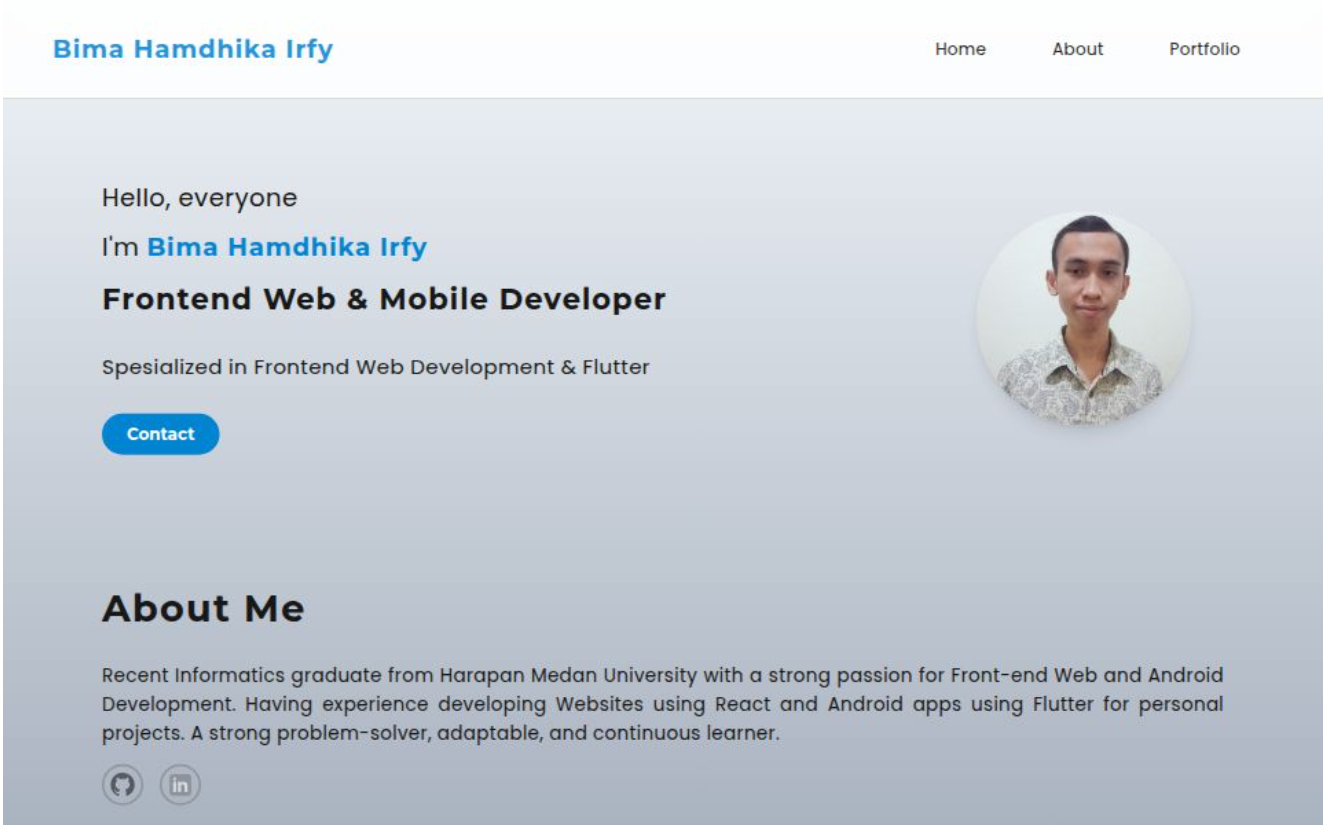 Bima Hamdhika Irfy
Home About Portfolio
Hello, everyone
I'm Bima Hamdhika Irfy
Frontend Web & Mobile Developer
Spesialized in Frontend Web Development & Flutter
Contact
About Me
Recent Informatics graduate from Harapan Medan University with a strong passion for Front-end Web and Android
Development. Having experience developing Websites using React and Android apps using Flutter for personal
projects. A strong problem-solver, adaptable, and continuous learner.
in